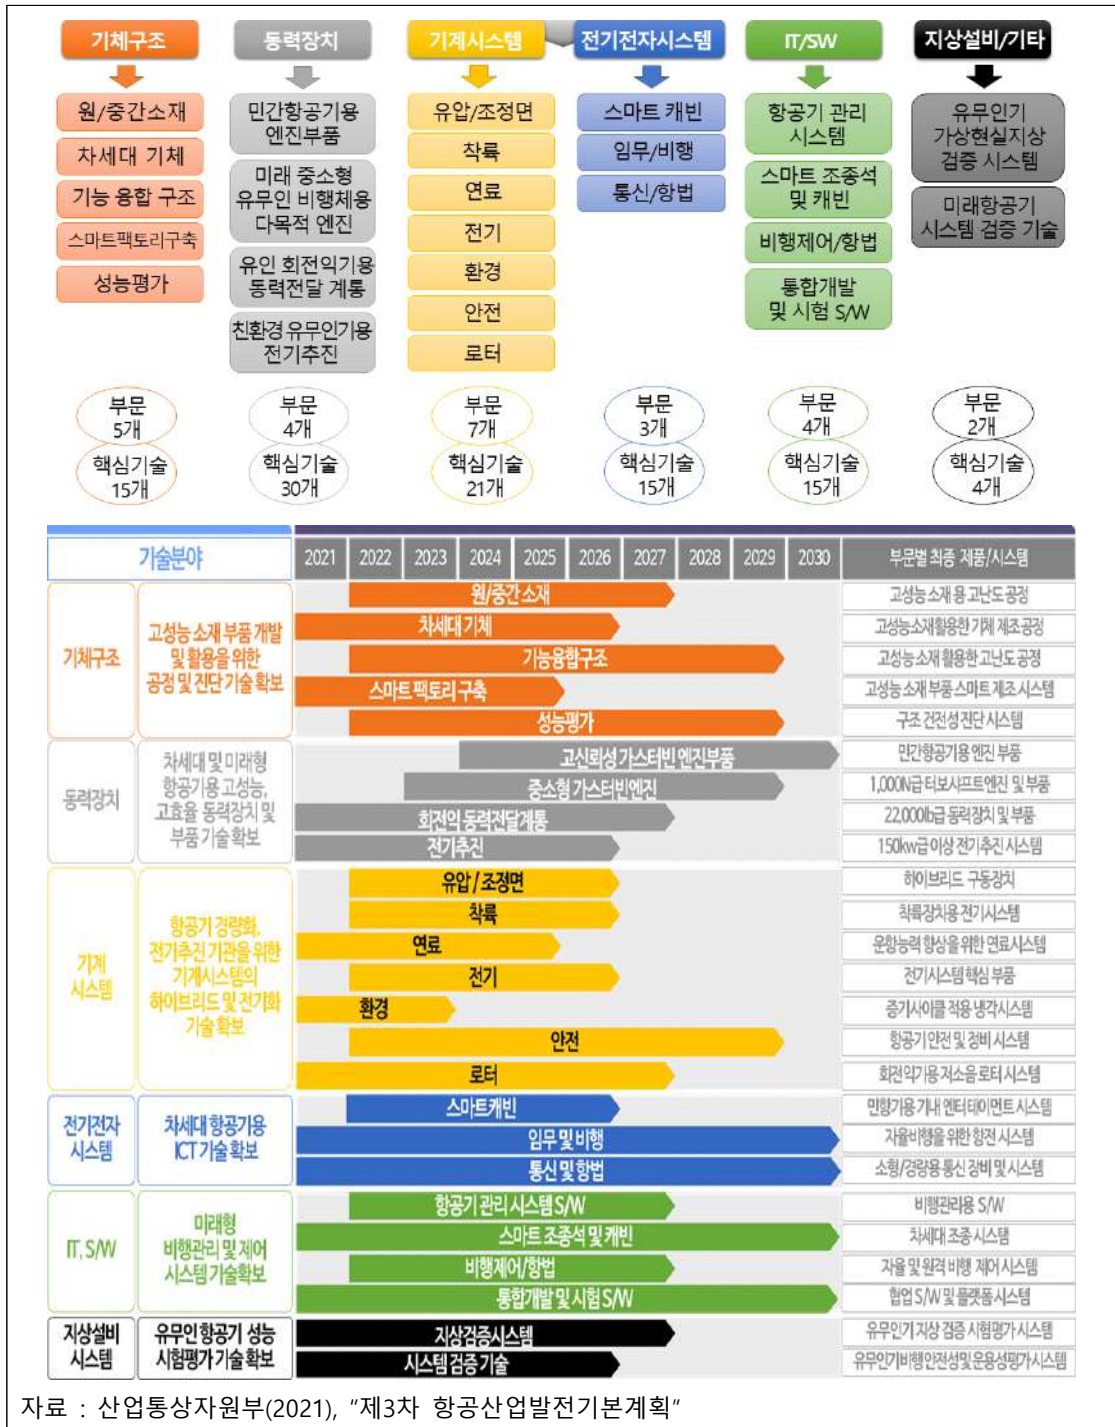 기체구조
동력장치
기계시스템
전기전자시스템
IT/SW
지상설비/기타
원/중간소재
차세대 기체
기능 융합 구조
스마트팩토리구축
성능평가
민간항공기용
엔진부품
미래 중소형
유무인 비행체용
다목적 엔진
유인 회전익기용
동력전달 계통
친환경 유무인기용
전기추진
유압/조정면
착륙
연료
전기
환경
안전
로터
스마트 캐빈
임무/비행
통신/항법
항공기 관리
시스템
스마트 조종석
및 캐빈
비행제어/항법
통합개발
및 시험 S/W
유무인기
가상현실지상
검증 시스템
미래항공기
시스템 검증 기술
부문
5개
핵심기술
15개
부문
4개
핵심기술
30개
부문
7개
핵심기술
21개
부문
3개
핵심기술
15개
부문
4개
핵심기술
15개
부문
2개
핵심기술
4개
기술분야 2021 2022 2023 2024 2025 2026 2027 2028 2029 2030 부문별 최종 제품/시스템
기체구조
고성능 소재 부품 개발
및 활용을 위한
공정 및 진단 기술 확보
원/중간 소재 고성능 소재 용 고난도 공정
차세대 기체 고성능 소재 활용한 기체 제조 공정
기능융합구조 고성능 소재 활용한 고난도 공정
스마트 팩토리 구축 고성능 소재 부품 스마트 제조 시스템
성능평가 구조 건전성 진단 시스템
동력장치
차세대 및 미래형
항공기용 고성능,
고효율 동력장치 및
부품 기술 확보
고신뢰성 가스터빈 엔진부품 민간항공기용 엔진 부품
중소형 가스터빈엔진 1,000N급 터보샤프트엔진 및 부품
회전익 동력전달계통 22,000lb급 동력장치 및 부품
전기추진 150kw급 이상 전기추진 시스템
기계
시스템
항공기 경량화,
전기추진 기관을 위한
기계시스템의
하이브리드 및 전기화
기술 확보
유압 / 조정면 하이브리드 구동장치
착륙 착륙장치용 전기시스템
연료 운항능력 향상을 위한 연료시스템
전기 전기시스템 핵심 부품
환경 증기사이클 적용 냉각시스템
안전 항공기 안전 및 정비 시스템
로터 회전익기용 저소음 로터 시스템
전기전자
시스템
차세대 항공기용
ICT 기술 확보
스마트캐빈 민항기용 기내 엔터테이먼트 시스템
임무 및 비행 자율비행을 위한 항전 시스템
통신 및 항법 소형/경량용 통신 장비 및 시스템
IT, S/W
미래형
비행관리 및 제어
시스템 기술확보
항공기 관리 시스템 S/W 비행관리용 S/W
스마트 조종석 및 캐빈 차세대 조종 시스탬
비행제어/항법 자율 및 원격 비행 제어 시스템
통합개발 및 시험 S/W 협업 S/W 및 플랫폼 시스템
지상설비
시스템
유무인 항공기 성능
시험평가 기술 확보
지상검증시스템 유무인기 지상 검증 시험평가 시스템
시스템 검증 기술 유무인기비행안전성및운용성평가시스템
자료 : 산업통상자원부(2021), "제3차 항공산업발전기본계획"